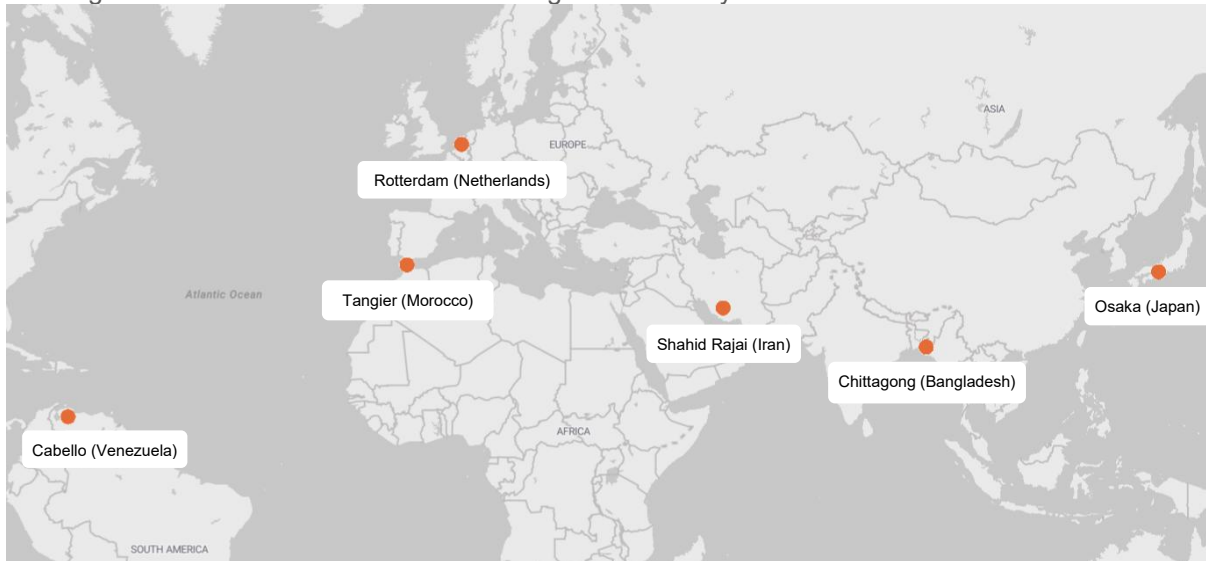 ASIA
EUROPE
Rotterdam (Netherlands)
Atlantic Ocean
Tangier (Morocco)
Osaka (Japan)
Shahid Rajai (Iran)
Chittagong (Bangladesh)
AFRICA
Cabello (Venezuela)
SOUTH AMERICA